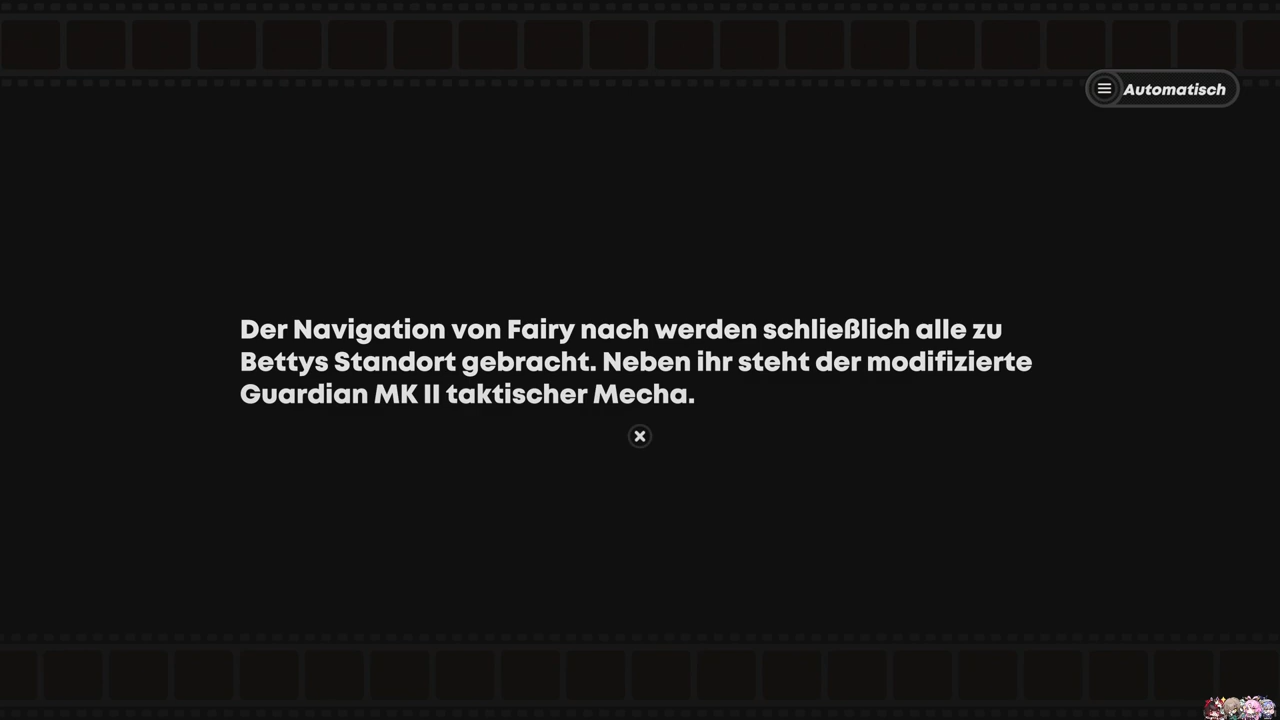 Automatisch
Der Navigation von Fairy nach werden schließlich alle zu
Bettys Standort gebracht. Neben ihr steht der modifizierte
Guardian MK II taktischer Mecha.